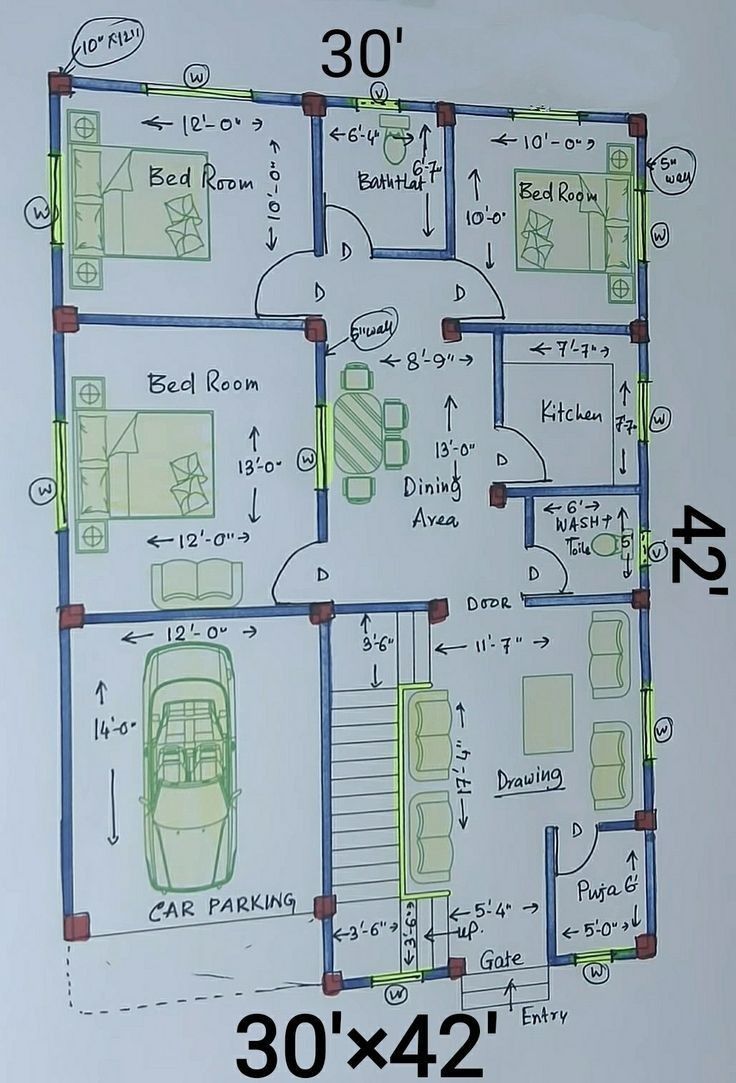 10" x 12"
30'
W
V
12'-0"
6'-4"
10'-0"
5" wall
Bed Room
10'-0"
Bath+Lat
6'-7"
10'-0"
Bed Room
W
W
D
D
D
5" wall
8'-9"
7'-7"
Bed Room
Kitchen
7'-7"
W
13'-0"
W
13'-0"
W
D
Dining
Area
12'-0"
6'
WASH+
5'
V
42'
D
D
DOOR
12'-0"
3'-6"
11'-7"
14'-0"
W
Drawing
D
Puja 6'
CAR PARKING
3'-6"
3'-6"
UP.
5'-4"
5'-0"
Gate
W
W
Entry
30'×42'